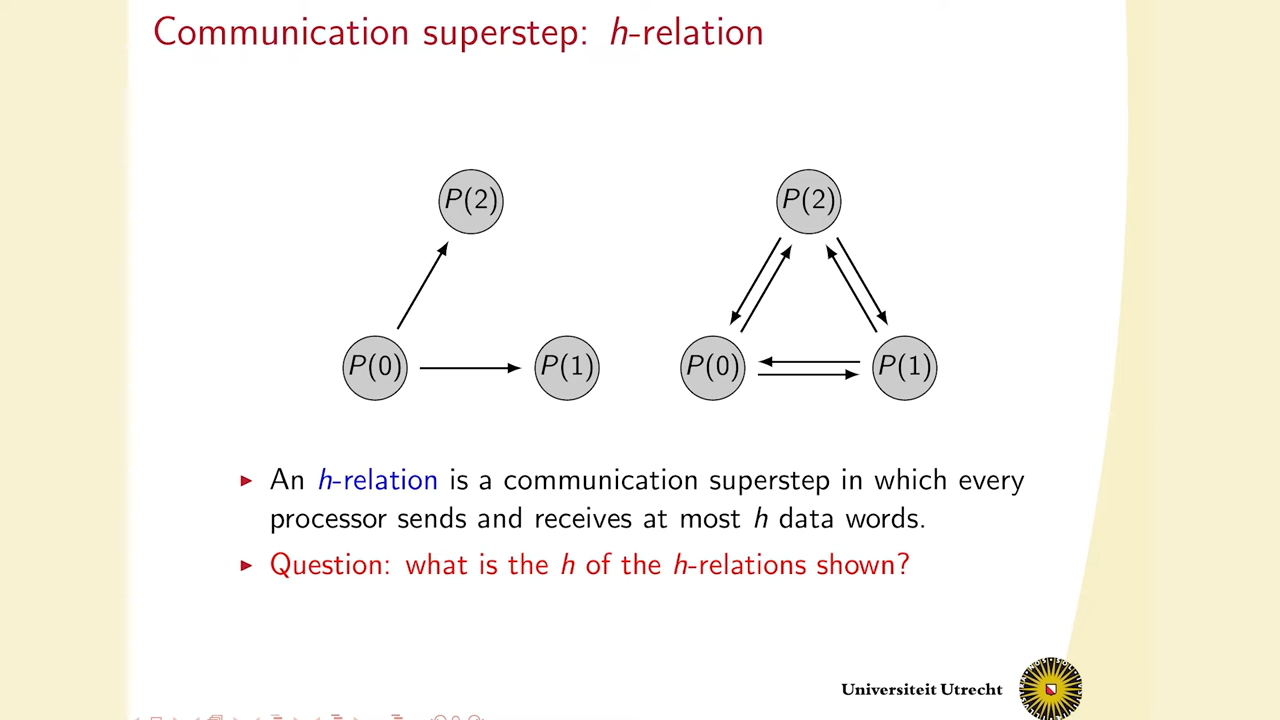 Communication superstep: h-relation
P(2)
P(2)
P(0)
P(1)
P(0)
P(1)
An h-relation is a communication superstep in which every
processor sends and receives at most h data words.
Question: what is the h of the h-relations shown?
Universiteit Utrecht